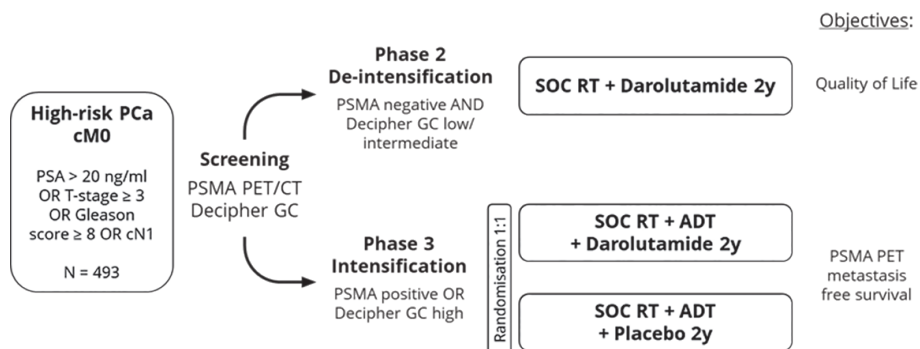 Objectives:
High-risk PCa
cM0
PSA > 20 ng/ml
OR T-stage ≥ 3
OR Gleason
score ≥ 8 OR cN1
N = 493
Screening
PSMA PET/CT
Decipher GC
Phase 2
De-intensification
PSMA negative AND
Decipher GC low/
intermediate
SOC RT + Darolutamide 2y
Quality of Life
Phase 3
Intensification
PSMA positive OR
Decipher GC high
Randomisation 1:1
SOC RT + ADT
+ Darolutamide 2y
SOC RT + ADT
+ Placebo 2y
PSMA PET
metastasis
free survival